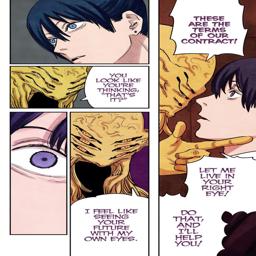 THESE
ARE THE
TERMS
OF OUR
CONTRACT!
LET ME
LIVE IN
YOUR
RIGHT
EYE!
DO
THAT,
AND
I'LL
HELP
YOU!
YOU
LOOK LIKE
YOU'RE
THINKING,
"THAT'S
IT?"
I FEEL LIKE
SEEING
YOUR
FUTURE
WITH MY
OWN EYES.